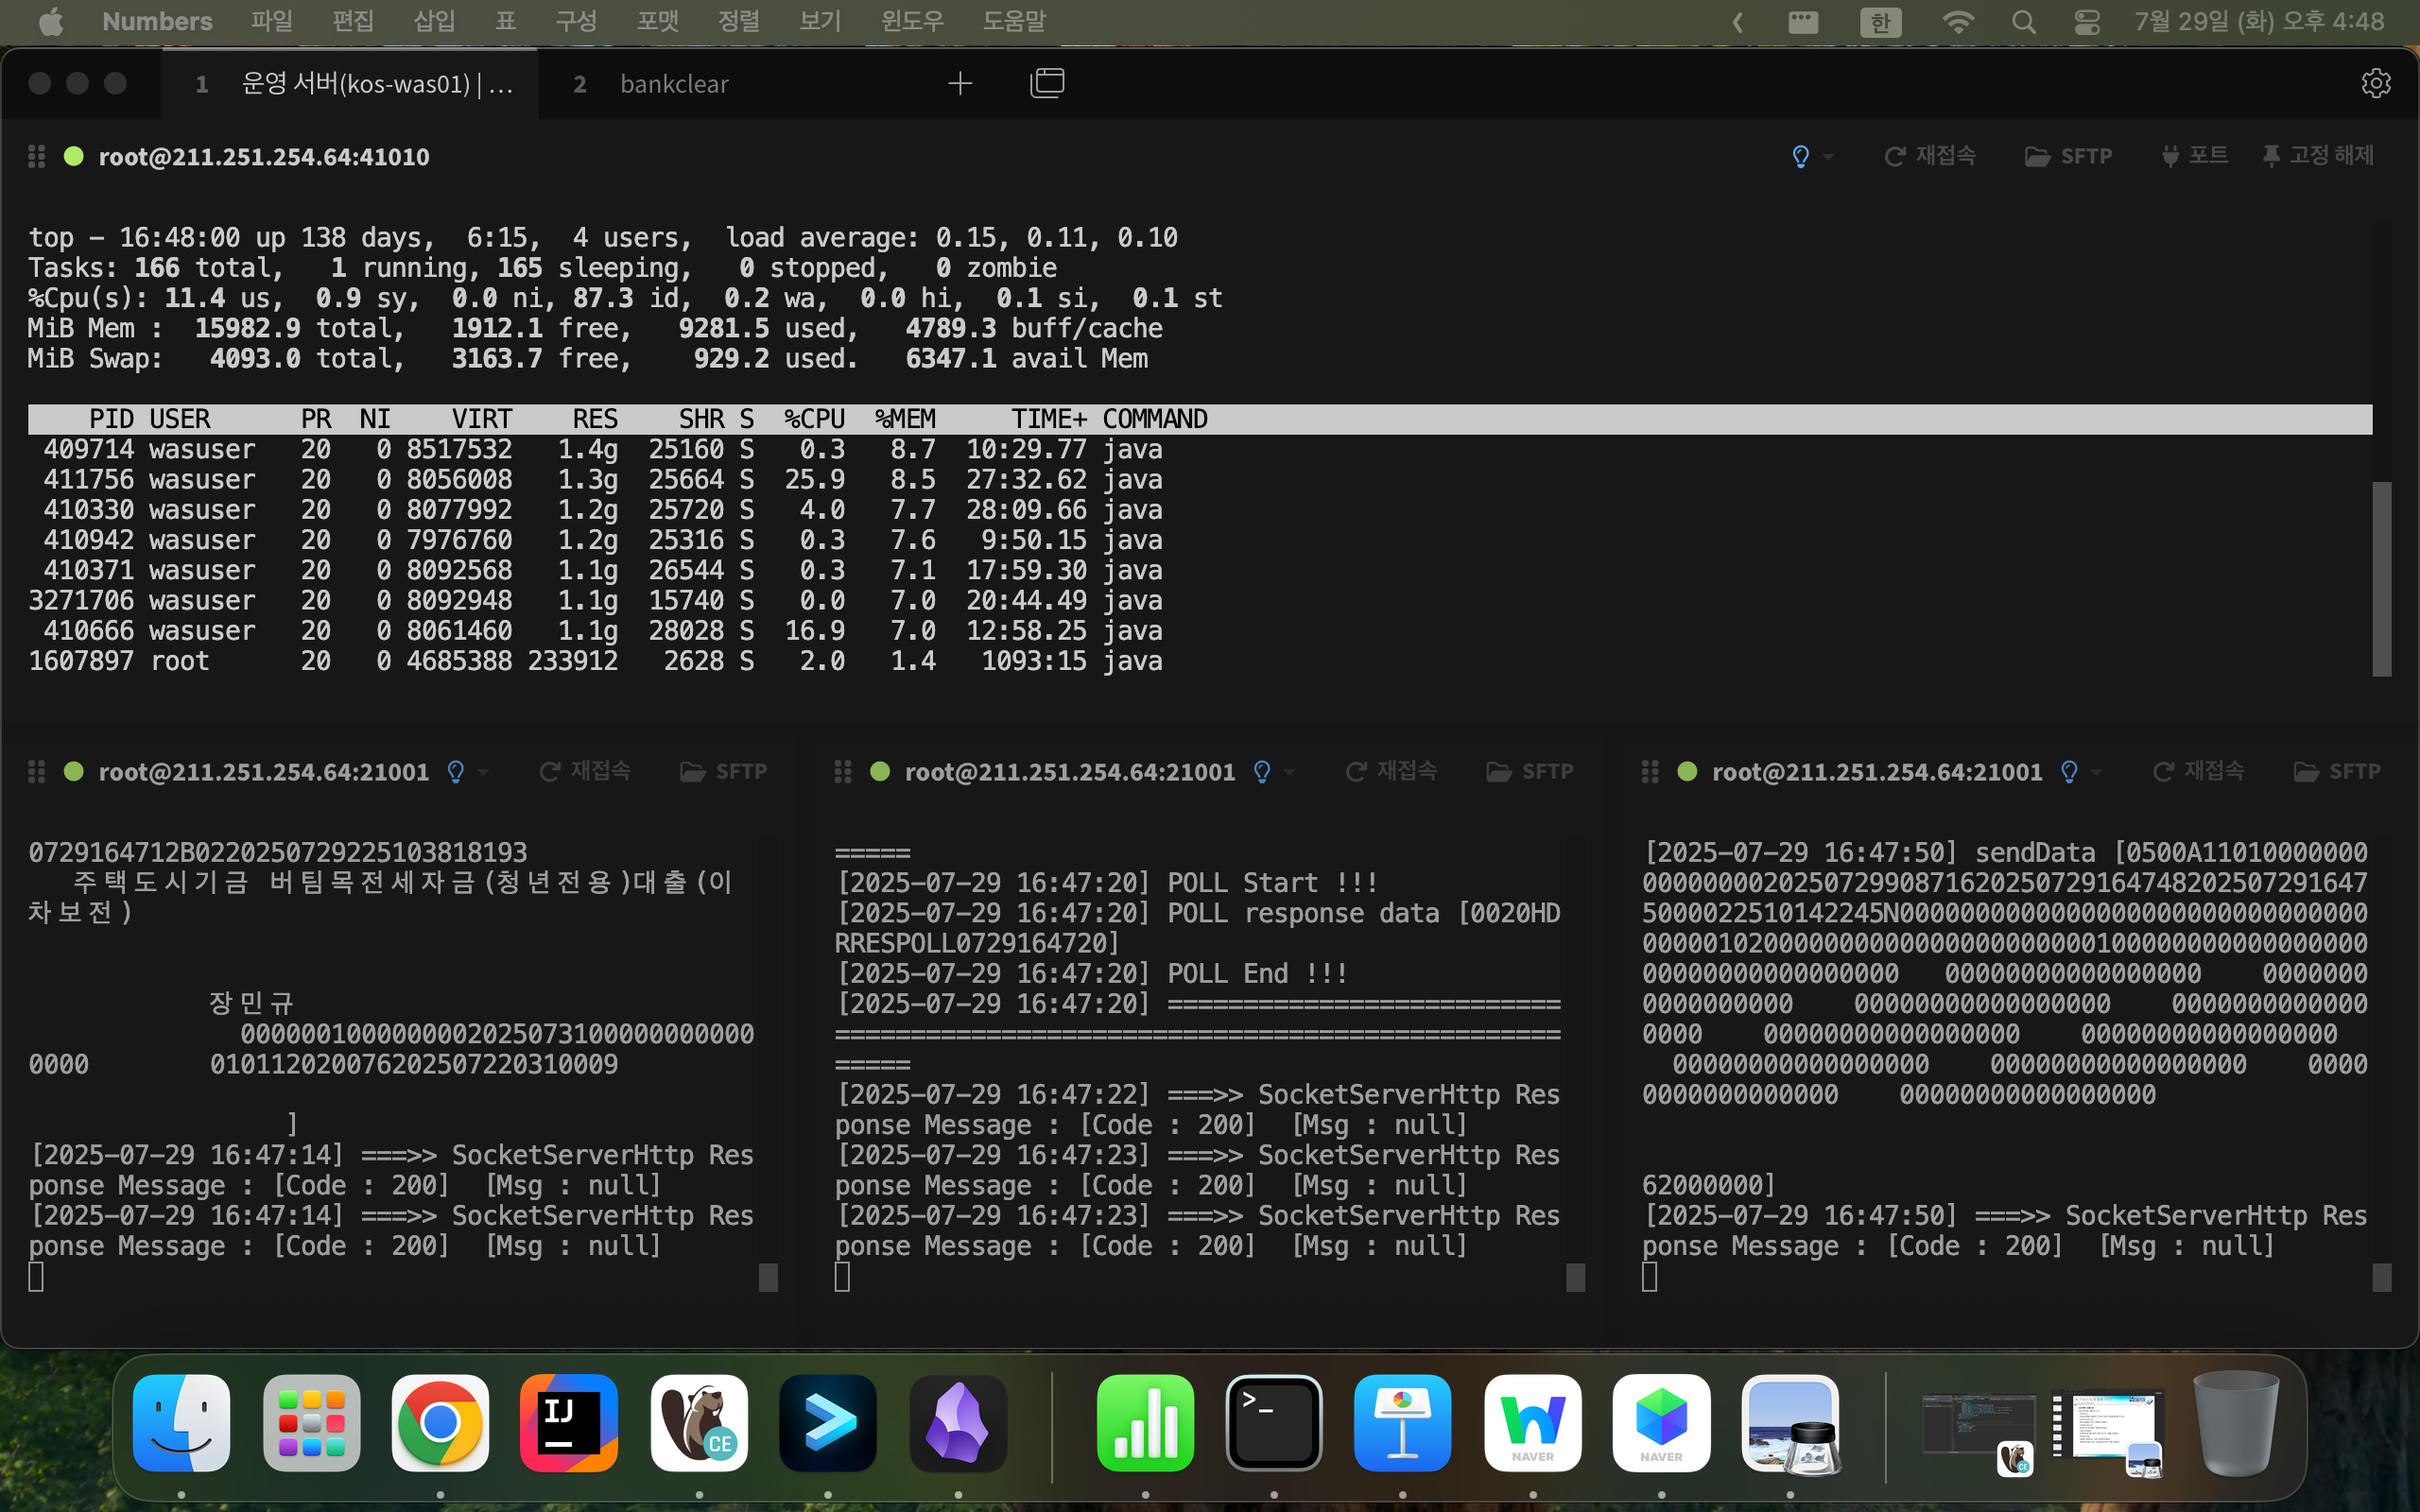 Numbers 파일 편집 삽입 표 구성 포맷 정렬 보기 윈도우 도움말 한 7월 29일 (화) 오후 4:48
1 운영 서버(kos-was01) | … 2 bankclear
root@211.251.254.64:41010 재접속 SFTP 포트 고정 해제
top - 16:48:00 up 138 days,  6:15,  4 users,  load average: 0.15, 0.11, 0.10
Tasks: 166 total,   1 running, 165 sleeping,   0 stopped,   0 zombie
%Cpu(s): 11.4 us,  0.9 sy,  0.0 ni, 87.3 id,  0.2 wa,  0.0 hi,  0.1 si,  0.1 st
MiB Mem :  15982.9 total,   1912.1 free,   9281.5 used,   4789.3 buff/cache
MiB Swap:   4093.0 total,   3163.7 free,    929.2 used.   6347.1 avail Mem
PID USER      PR  NI    VIRT    RES    SHR S  %CPU  %MEM     TIME+ COMMAND
409714 wasuser   20   0 8517532   1.4g  25160 S   0.3   8.7  10:29.77 java
411756 wasuser   20   0 8056008   1.3g  25664 S  25.9   8.5  27:32.62 java
410330 wasuser   20   0 8077992   1.2g  25720 S   4.0   7.7  28:09.66 java
410942 wasuser   20   0 7976760   1.2g  25316 S   0.3   7.6   9:50.15 java
410371 wasuser   20   0 8092568   1.1g  26544 S   0.3   7.1  17:59.30 java
3271706 wasuser   20   0 8092948   1.1g  15740 S   0.0   7.0  20:44.49 java
410666 wasuser   20   0 8061460   1.1g  28028 S  16.9   7.0  12:58.25 java
1607897 root      20   0 4685388 233912   2628 S   2.0   1.4   1093:15 java
root@211.251.254.64:21001 재접속 SFTP
0729164712B0220250729225103818193
주택도시기금 버팀목전세자금(청년전용)대출(이
차보전)
장민규
0000001000000002025073100000000000
0000        010112020076202507220310009
]
[2025-07-29 16:47:14] ===>> SocketServerHttp Res
ponse Message : [Code : 200]  [Msg : null]
[2025-07-29 16:47:14] ===>> SocketServerHttp Res
ponse Message : [Code : 200]  [Msg : null]
root@211.251.254.64:21001 재접속 SFTP
=====
[2025-07-29 16:47:20] POLL Start !!!
[2025-07-29 16:47:20] POLL response data [0020HD
RRESPOLL0729164720]
[2025-07-29 16:47:20] POLL End !!!
[2025-07-29 16:47:20] ==========================
================================================
=====
[2025-07-29 16:47:22] ===>> SocketServerHttp Res
ponse Message : [Code : 200]  [Msg : null]
[2025-07-29 16:47:23] ===>> SocketServerHttp Res
ponse Message : [Code : 200]  [Msg : null]
[2025-07-29 16:47:23] ===>> SocketServerHttp Res
ponse Message : [Code : 200]  [Msg : null]
root@211.251.254.64:21001 재접속 SFTP
[2025-07-29 16:47:50] sendData [0500A11010000000
000000002025072990871620250729164748202507291647
5000022510142245N0000000000000000000000000000000
000001020000000000000000000000100000000000000000
00000000000000000   00000000000000000    0000000
0000000000    00000000000000000    0000000000000
0000    00000000000000000    00000000000000000
00000000000000000    00000000000000000    0000
0000000000000    00000000000000000
62000000]
[2025-07-29 16:47:50] ===>> SocketServerHttp Res
ponse Message : [Code : 200]  [Msg : null]
IJ
CE
>_
NAVER
NAVER